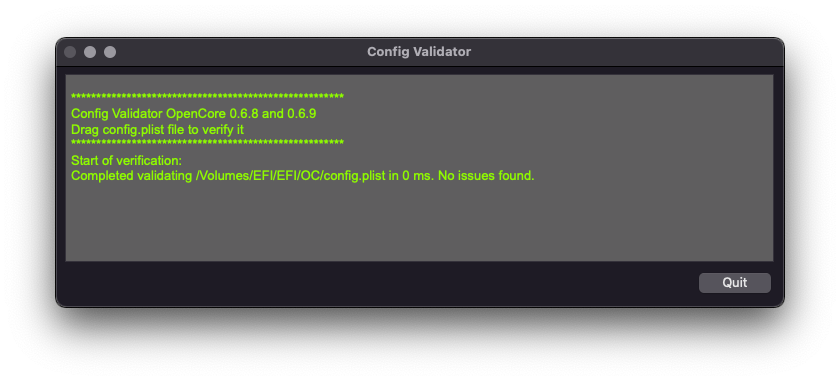 Config Validator
******************************************************
Config Validator OpenCore 0.6.8 and 0.6.9
Drag config.plist file to verify it
******************************************************
Start of verification:
Completed validating /Volumes/EFI/EFI/OC/config.plist in 0 ms. No issues found.
Quit